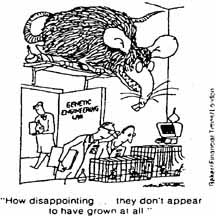 GENETIC
ENGINEERING
LAB
"How disappointing ... they don't appear
to have grown at all"